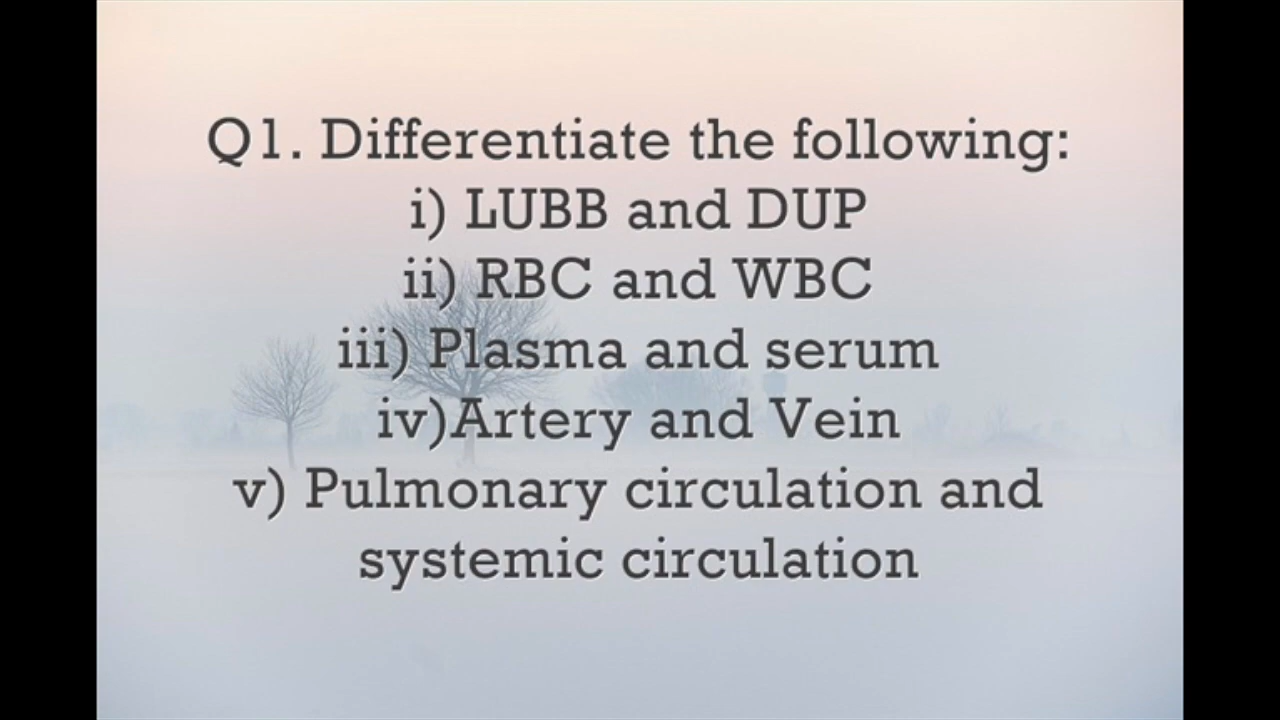 Q1. Differentiate the following:
i) LUBB and DUP
ii) RBC and WBC
iii) Plasma and serum
iv)Artery and Vein
v) Pulmonary circulation and
systemic circulation